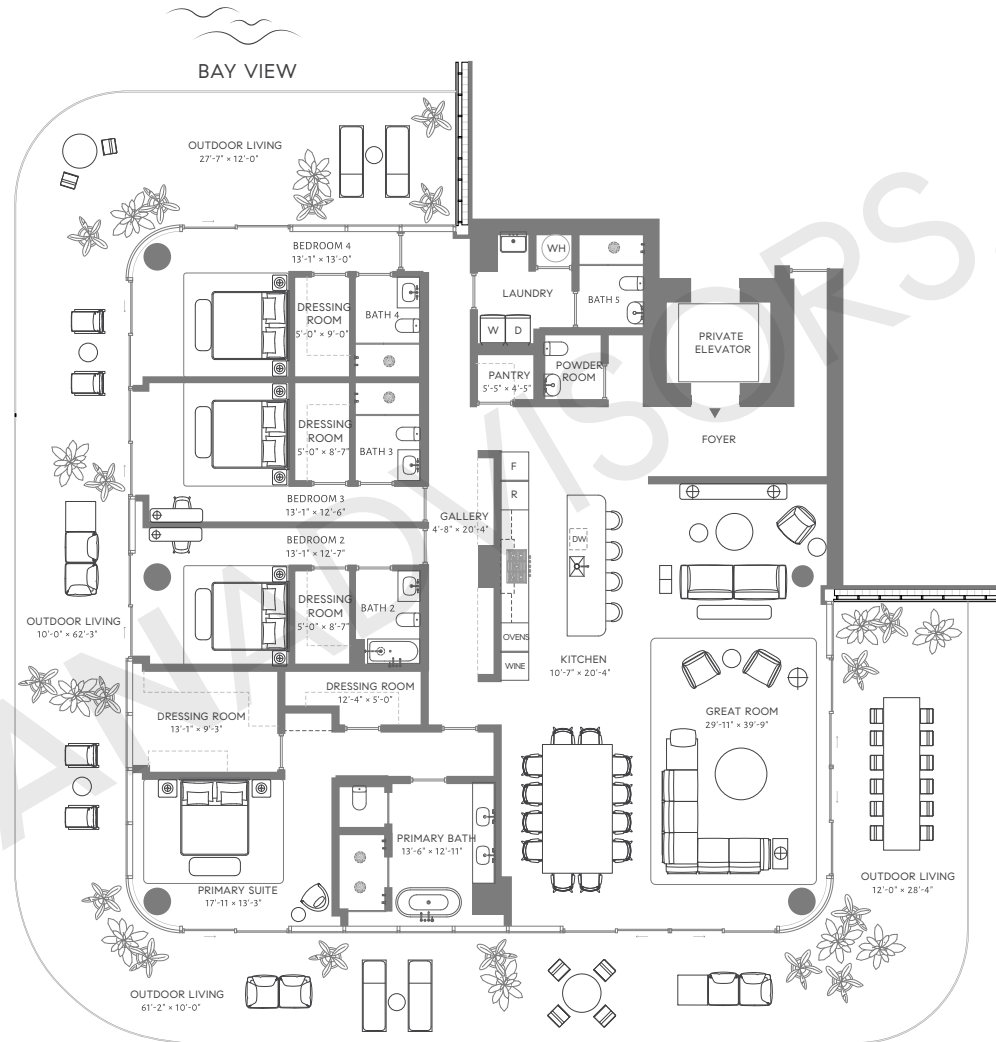 BAY VIEW
OUTDOOR LIVING
27'-7" × 12'-0"
BEDROOM 4
13'-1" × 13'-0"
DRESSING
ROOM
5'-0" × 9'-0"
BATH 4
WH
LAUNDRY
BATH 5
W D
PANTRY
5'-5" × 4'-5"
POWDER
ROOM
PRIVATE
ELEVATOR
FOYER
DRESSING
ROOM
5'-0" × 8'-7"
BATH 3
BEDROOM 3
13'-1" × 12'-6"
GALLERY
4'-8" × 20'-4"
F
R
DW
OVENS
WINE
KITCHEN
10'-7" × 20'-4"
BEDROOM 2
13'-1" × 12'-7"
DRESSING
ROOM
5'-0" × 8'-7"
BATH 2
OUTDOOR LIVING
10'-0" × 62'-3"
DRESSING ROOM
12'-4" × 5'-0"
DRESSING ROOM
13'-1" × 9'-3"
GREAT ROOM
29'-11" × 39'-9"
PRIMARY BATH
13'-6" × 12'-11"
PRIMARY SUITE
17'-11 × 13'-3"
OUTDOOR LIVING
12'-0" × 28'-4"
OUTDOOR LIVING
61'-2" × 10'-0"
ANADVISORS